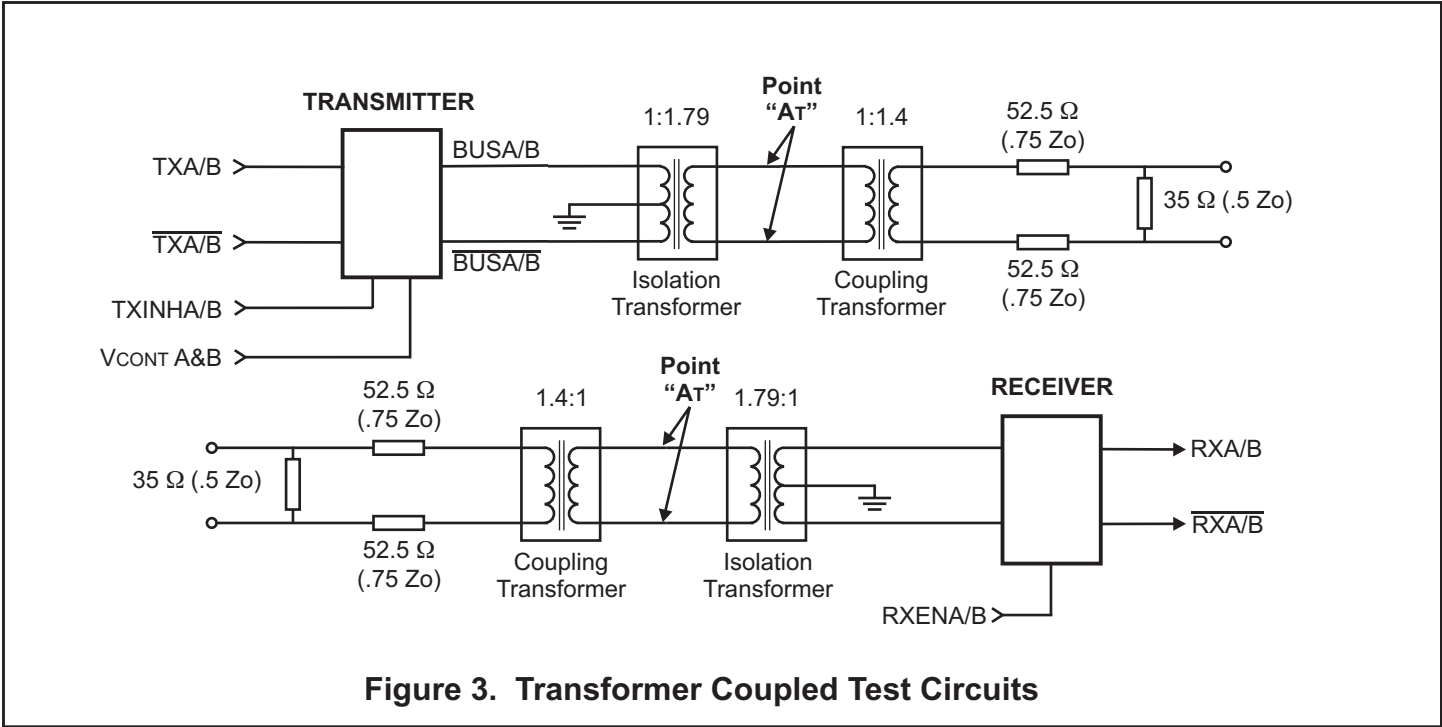 TRANSMITTER
Point
“AT”
1:1.79
1:1.4
52.5 Ω
(.75 Zo)
TXA/B
BUSA/B
35 Ω (.5 Zo)
TXA/B
BUSA/B
52.5 Ω
(.75 Zo)
Isolation
Transformer
Coupling
Transformer
TXINHA/B
VCONT A&B
Point
“AT”
52.5 Ω
(.75 Zo)
1.4:1
1.79:1
RECEIVER
RXA/B
35 Ω (.5 Zo)
RXA/B
52.5 Ω
(.75 Zo)
Coupling
Transformer
Isolation
Transformer
RXENA/B
Figure 3. Transformer Coupled Test Circuits